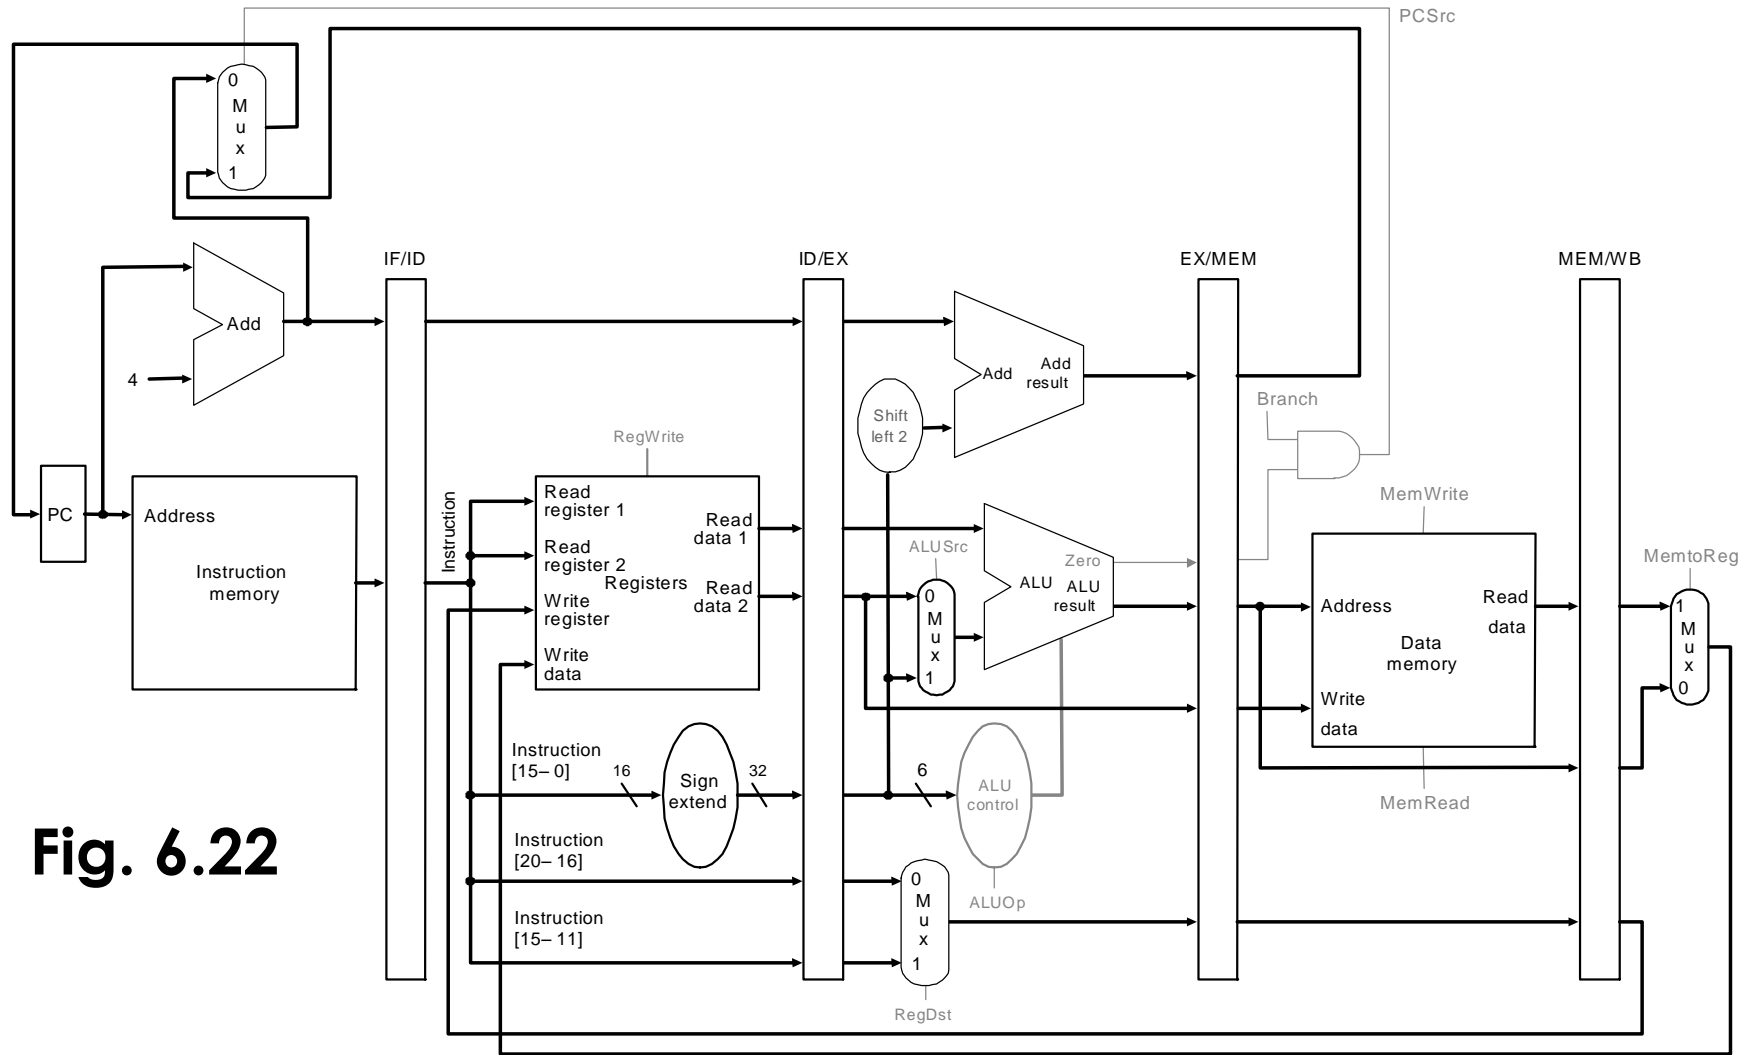 PCSrc
0
M
u
x
1
IF/ID
ID/EX
EX/MEM
MEM/WB
Add
4
Add
Add
result
Shift
left 2
Branch
RegWrite
PC
Address
Instruction
memory
Instruction
Read
register 1
Read
register 2
Write
register
Write
data
Registers
Read
data 1
Read
data 2
ALUSrc
0
M
u
x
1
Zero
ALU
ALU
result
MemWrite
Address
Read
data
Data
memory
Write
data
MemRead
MemtoReg
1
M
u
x
0
Instruction
[15– 0]
16
Sign
extend
32
6
ALU
control
ALUOp
Instruction
[20– 16]
Instruction
[15– 11]
0
M
u
x
1
RegDst
Fig. 6.22